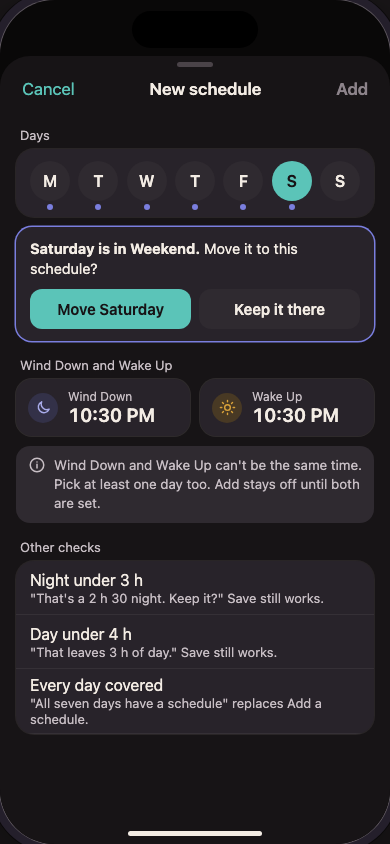 Cancel New schedule Add
Days
M T W T F S S
Saturday is in Weekend. Move it to this
schedule?
Move Saturday Keep it there
Wind Down and Wake Up
Wind Down Wake Up
10:30 PM 10:30 PM
Wind Down and Wake Up can't be the same time.
Pick at least one day too. Add stays off until both
are set.
Other checks
Night under 3 h
"That's a 2 h 30 night. Keep it?" Save still works.
Day under 4 h
"That leaves 3 h of day." Save still works.
Every day covered
"All seven days have a schedule" replaces Add a
schedule.